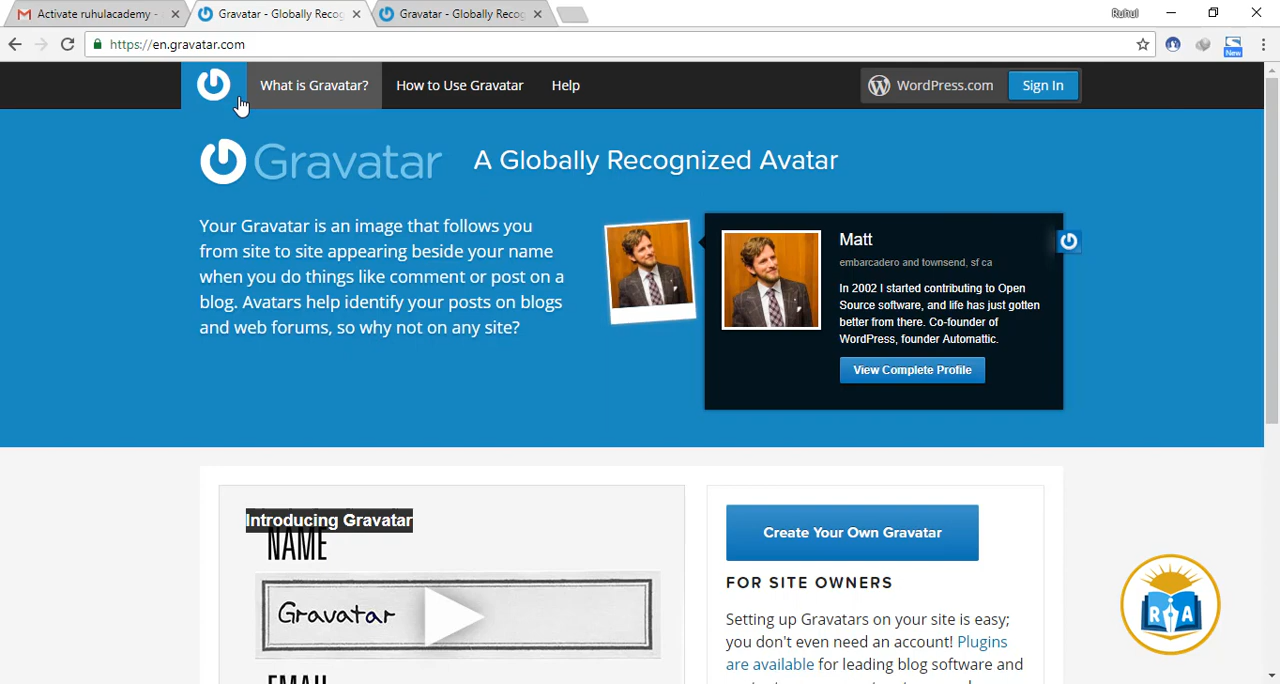 Activate ruhulacademy -
Gravatar - Globally Recog
Gravatar - Globally Recog
Ruhul
https://en.gravatar.com
New
What is Gravatar?
How to Use Gravatar
Help
WordPress.com
Sign In
Gravatar
A Globally Recognized Avatar
Your Gravatar is an image that follows you
from site to site appearing beside your name
when you do things like comment or post on a
blog. Avatars help identify your posts on blogs
and web forums, so why not on any site?
Matt
embarcadero and townsend, sf ca
In 2002 I started contributing to Open
Source software, and life has just gotten
better from there. Co-founder of
WordPress, founder Automattic.
View Complete Profile
Introducing Gravatar
NAME
Gravatar
EMAIL
Create Your Own Gravatar
FOR SITE OWNERS
Setting up Gravatars on your site is easy;
you don't even need an account! Plugins
are available for leading blog software and
R A